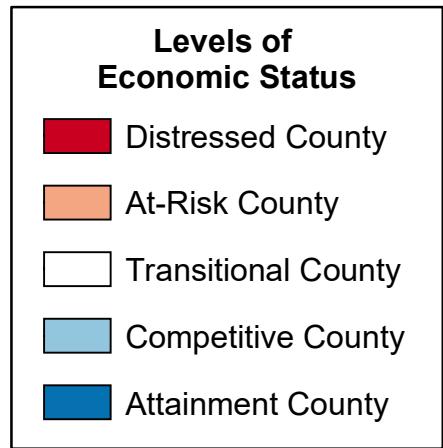 Levels of
Economic Status
Distressed County
At-Risk County
Transitional County
Competitive County
Attainment County